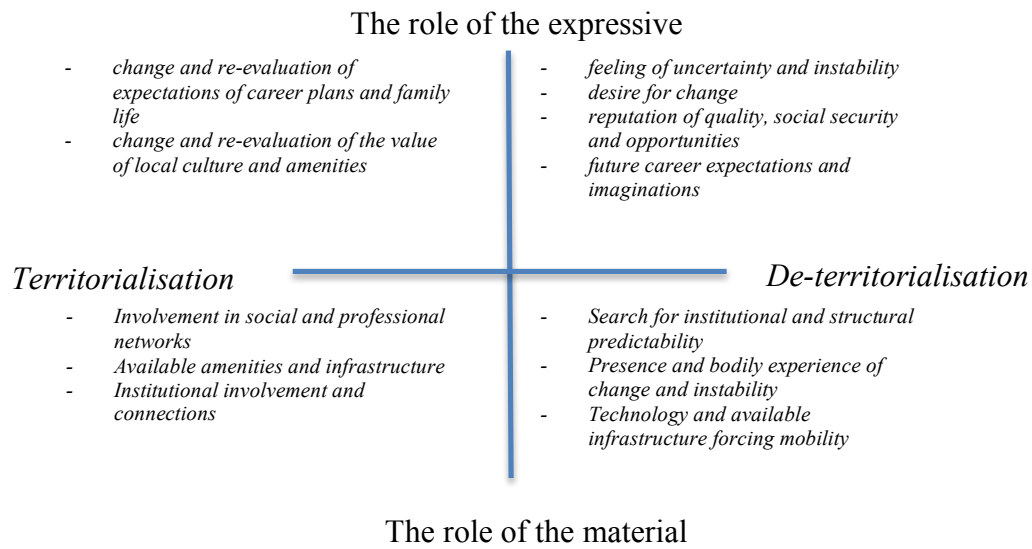 The role of the expressive
- change and re-evaluation of
expectations of career plans and family
life
- change and re-evaluation of the value
of local culture and amenities
- feeling of uncertainty and instability
- desire for change
- reputation of quality, social security
and opportunities
- future career expectations and
imaginations
Territorialisation
De-territorialisation
- Involvement in social and professional
networks
- Available amenities and infrastructure
- Institutional involvement and
connections
- Search for institutional and structural
predictability
- Presence and bodily experience of
change and instability
- Technology and available
infrastructure forcing mobility
The role of the material